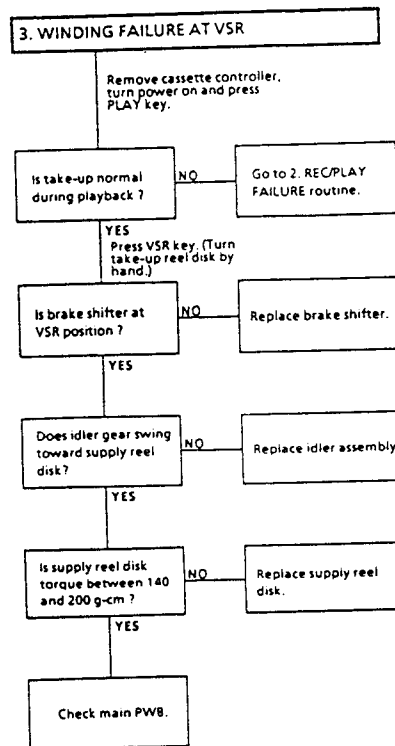 3. WINDING FAILURE AT VSR
Remove cassette controller,
turn power on and press
PLAY key.
Is take-up normal
during playback ?
NO
Go to 2. REC/PLAY
FAILURE routine.
YES
Press VSR key. (Turn
take-up reel disk by
hand.)
Is brake shifter at
VSR position ?
NO
Replace brake shifter.
YES
Does idler gear swing
toward supply reel
disk?
NO
Replace idler assembly
YES
Is supply reel disk
torque between 140
and 200 g-cm ?
NO
Replace supply reel
disk.
YES
Check main PWB.